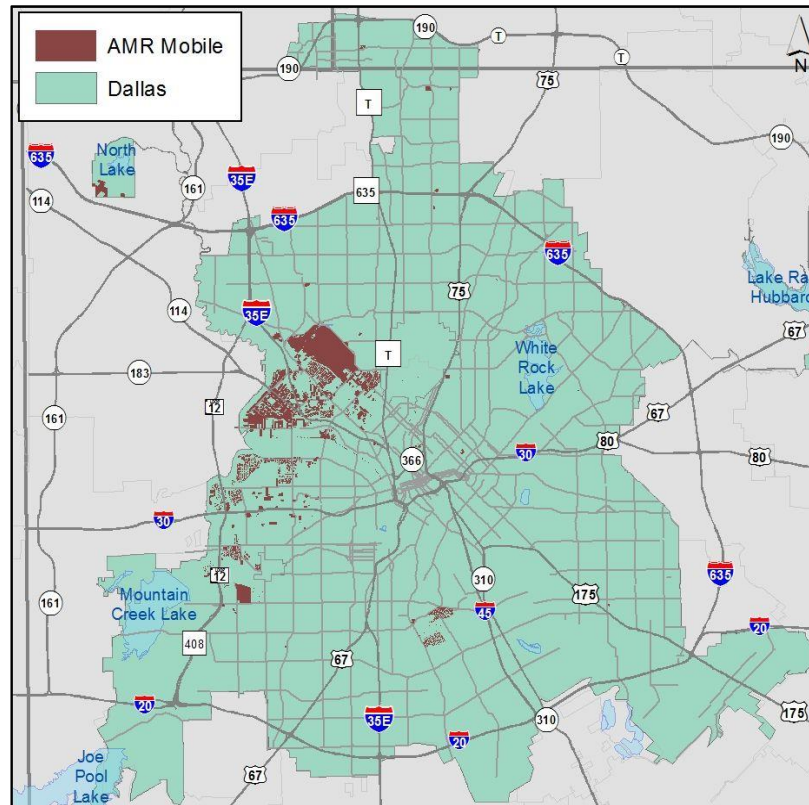 AMR Mobile
Dallas
N
190
T
T
190
75
T
190
North
Lake
635
161
35E
114
635
635
635
75
Lake Ra
Hubbard
114
35E
67
T
White
Rock
Lake
183
12
161
67
80
30
366
80
30
12
310
635
Mountain
Creek Lake
175
45
161
20
408
67
20
35E
310
175
20
Joe
Pool
Lake
67